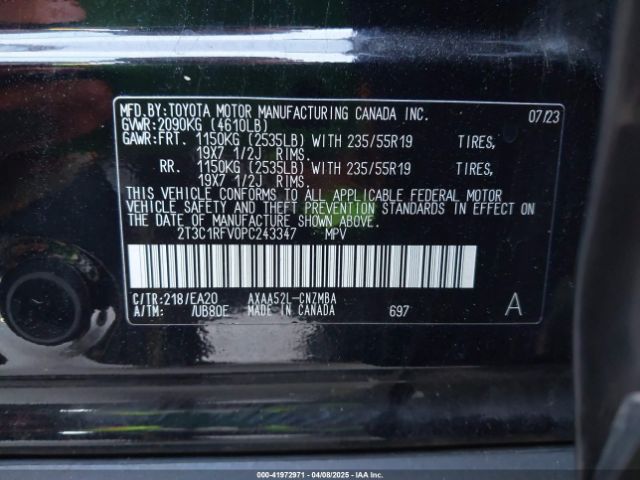 MFD.BY:TOYOTA MOTOR MANUFACTURING CANADA INC. 07/23
GVWR:2090KG (4610LB)
GAWR:FRT. 1150KG (2535LB) WITH 235/55R19 TIRES,
19X7 1/2J RIMS.
RR. 1150KG (2535LB) WITH 235/55R19 TIRES,
19X7 1/2J RIMS.
THIS VEHICLE CONFORMS TO ALL APPLICABLE FEDERAL MOTOR
VEHICLE SAFETY AND THEFT PREVENTION STANDARDS IN EFFECT ON
THE DATE OF MANUFACTURE SHOWN ABOVE.
2T3C1RFV0PC243347 MPV
C/TR:218/EA20 AXAA52L-CNZMBA
A/TM: /UB80E MADE IN CANADA 697 A
000-41972971 - 04/08/2025 - IAA Inc.